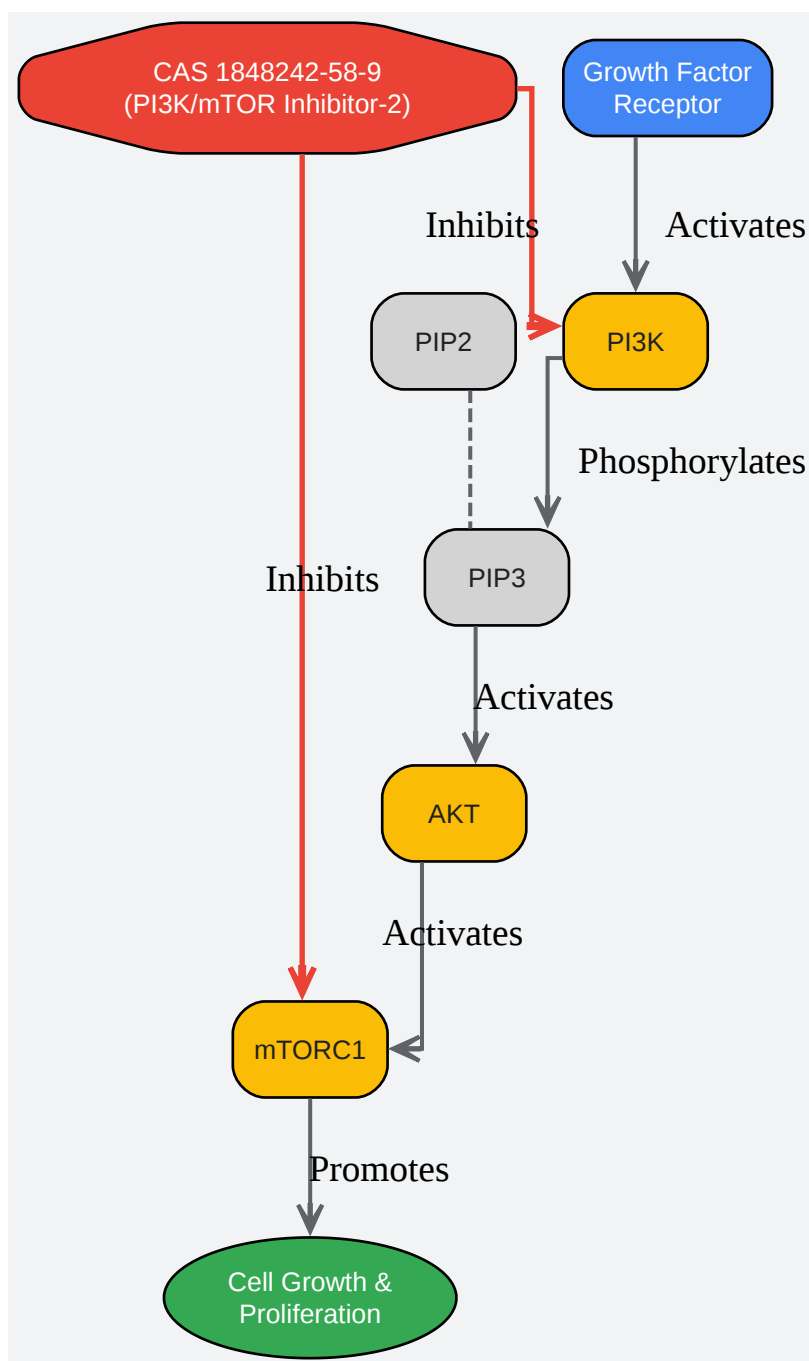 CAS 1848242-58-9
(PI3K/mTOR Inhibitor-2)
Growth Factor
Receptor
Inhibits
Activates
PIP2
PI3K
Phosphorylates
PIP3
Inhibits
Activates
AKT
Activates
mTORC1
Promotes
Cell Growth &
Proliferation